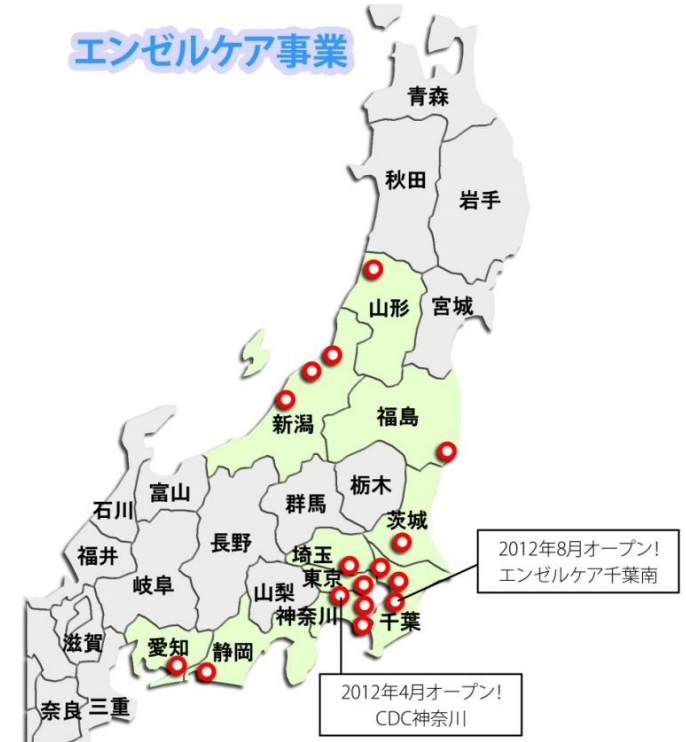 エンゼルケア事業
青森
秋田
岩手
山形
宮城
新潟
福島
富山
石川
群馬
栃木
福井
長野
茨城
埼玉
岐阜
東京
山梨
神奈川
千葉
滋賀
愛知
静岡
奈良
三重
2012年8月オープン!
エンゼルケア千葉南
2012年4月オープン!
CDC神奈川